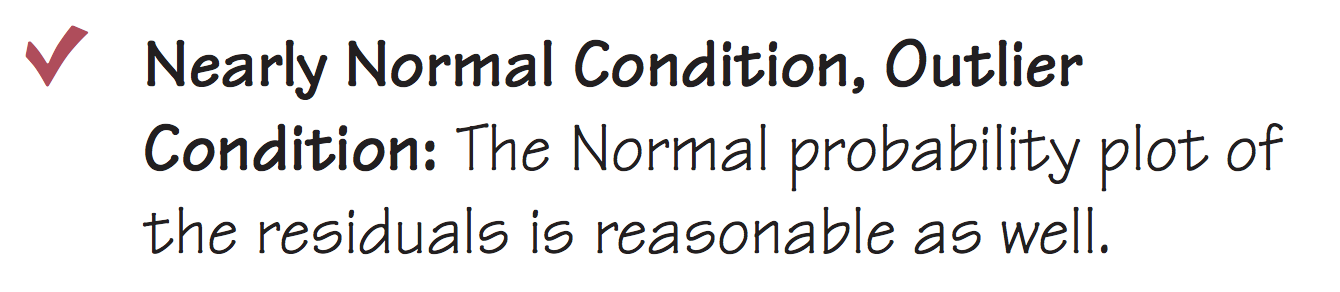 Nearly Normal Condition, Outlier
Condition: The Normal probability plot of
the residuals is reasonable as well.